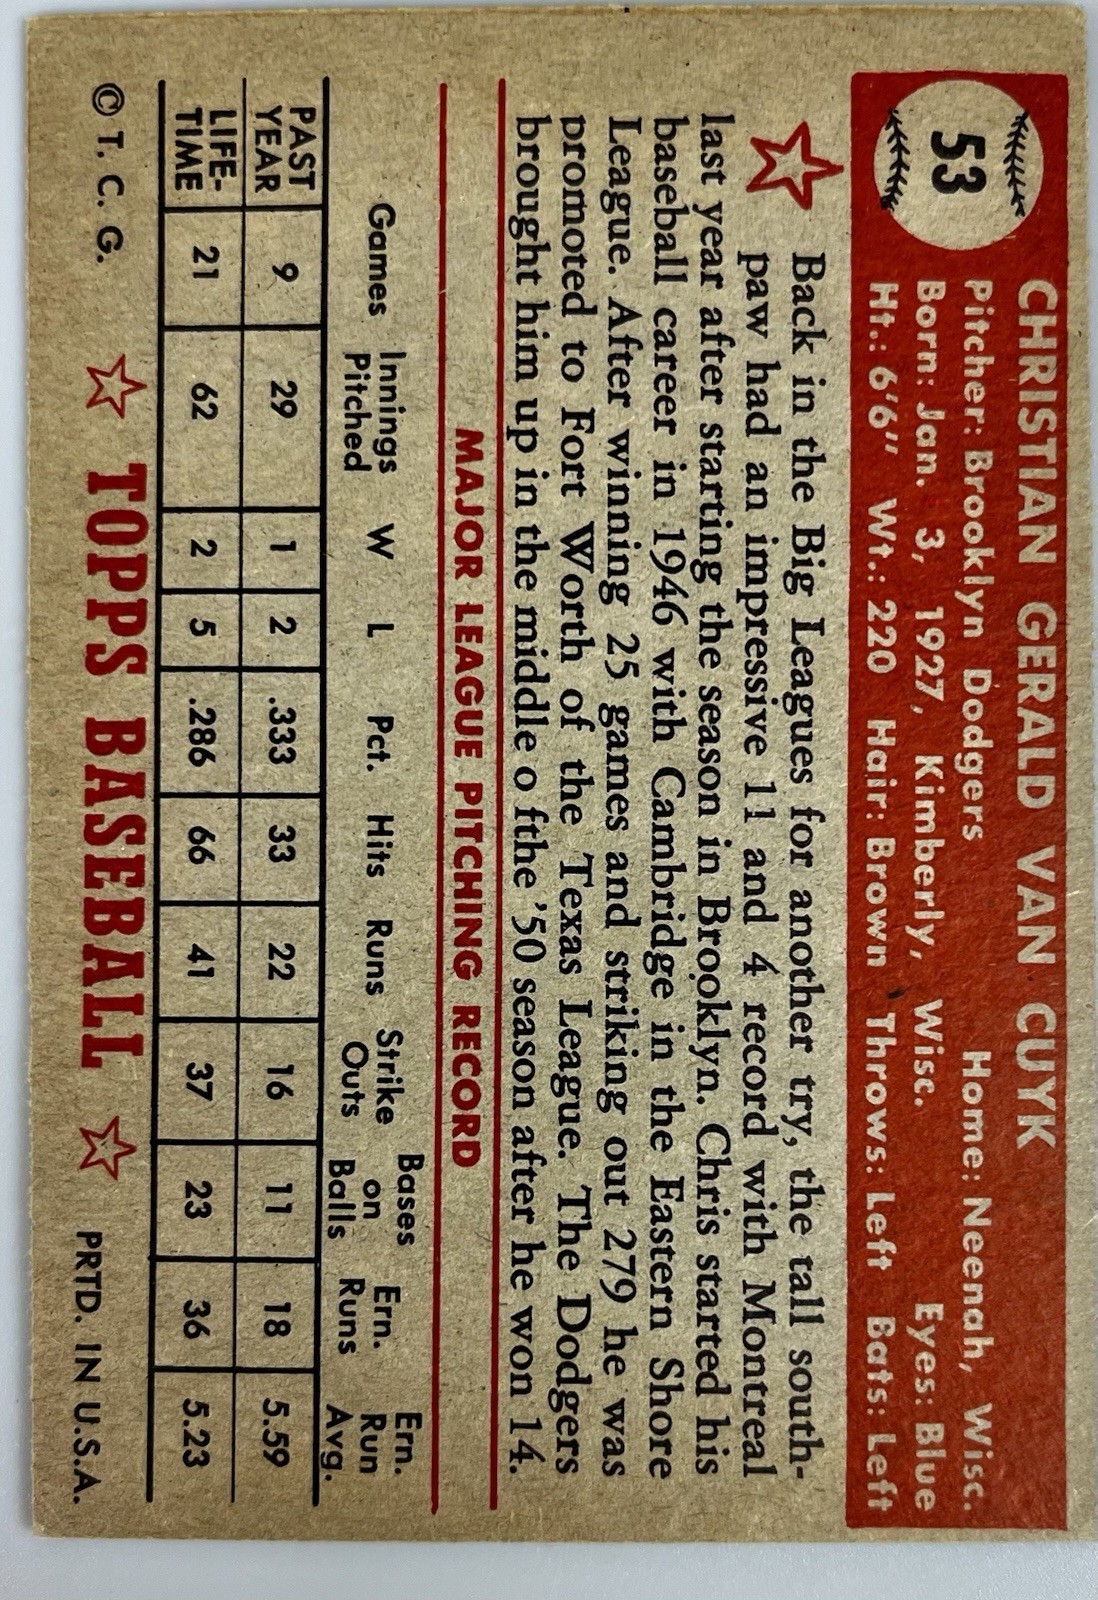 53
CHRISTIAN GERALD VAN CUYK
Pitcher: Brooklyn Dodgers Home: Neenah, Wisc.
Born: Jan. 3, 1927, Kimberly, Wisc. Eyes: Blue
Ht.: 6'6" Wt.: 220 Hair: Brown Throws: Left Bats: Left
Back in the Big Leagues for another try, the tall south-
paw had an impressive 11 and 4 record with Montreal
last year after starting the season in Brooklyn. Chris started his
baseball career in 1946 with Cambridge in the Eastern Shore
League. After winning 25 games and striking out 279 he was
promoted to Fort Worth of the Texas League. The Dodgers
brought him up in the middle o fthe '50 season after he won 14.
MAJOR LEAGUE PITCHING RECORD
Games Innings Pitched W L Pct. Hits Runs Strike Outs Bases on Balls Ern. Runs Ern. Run Avg.
PAST YEAR 9 29 1 2 .333 33 22 16 11 18 5.59
LIFE-TIME 21 62 2 5 .286 66 41 37 23 36 5.23
© T. C. G. TOPPS BASEBALL PRTD. IN U.S.A.